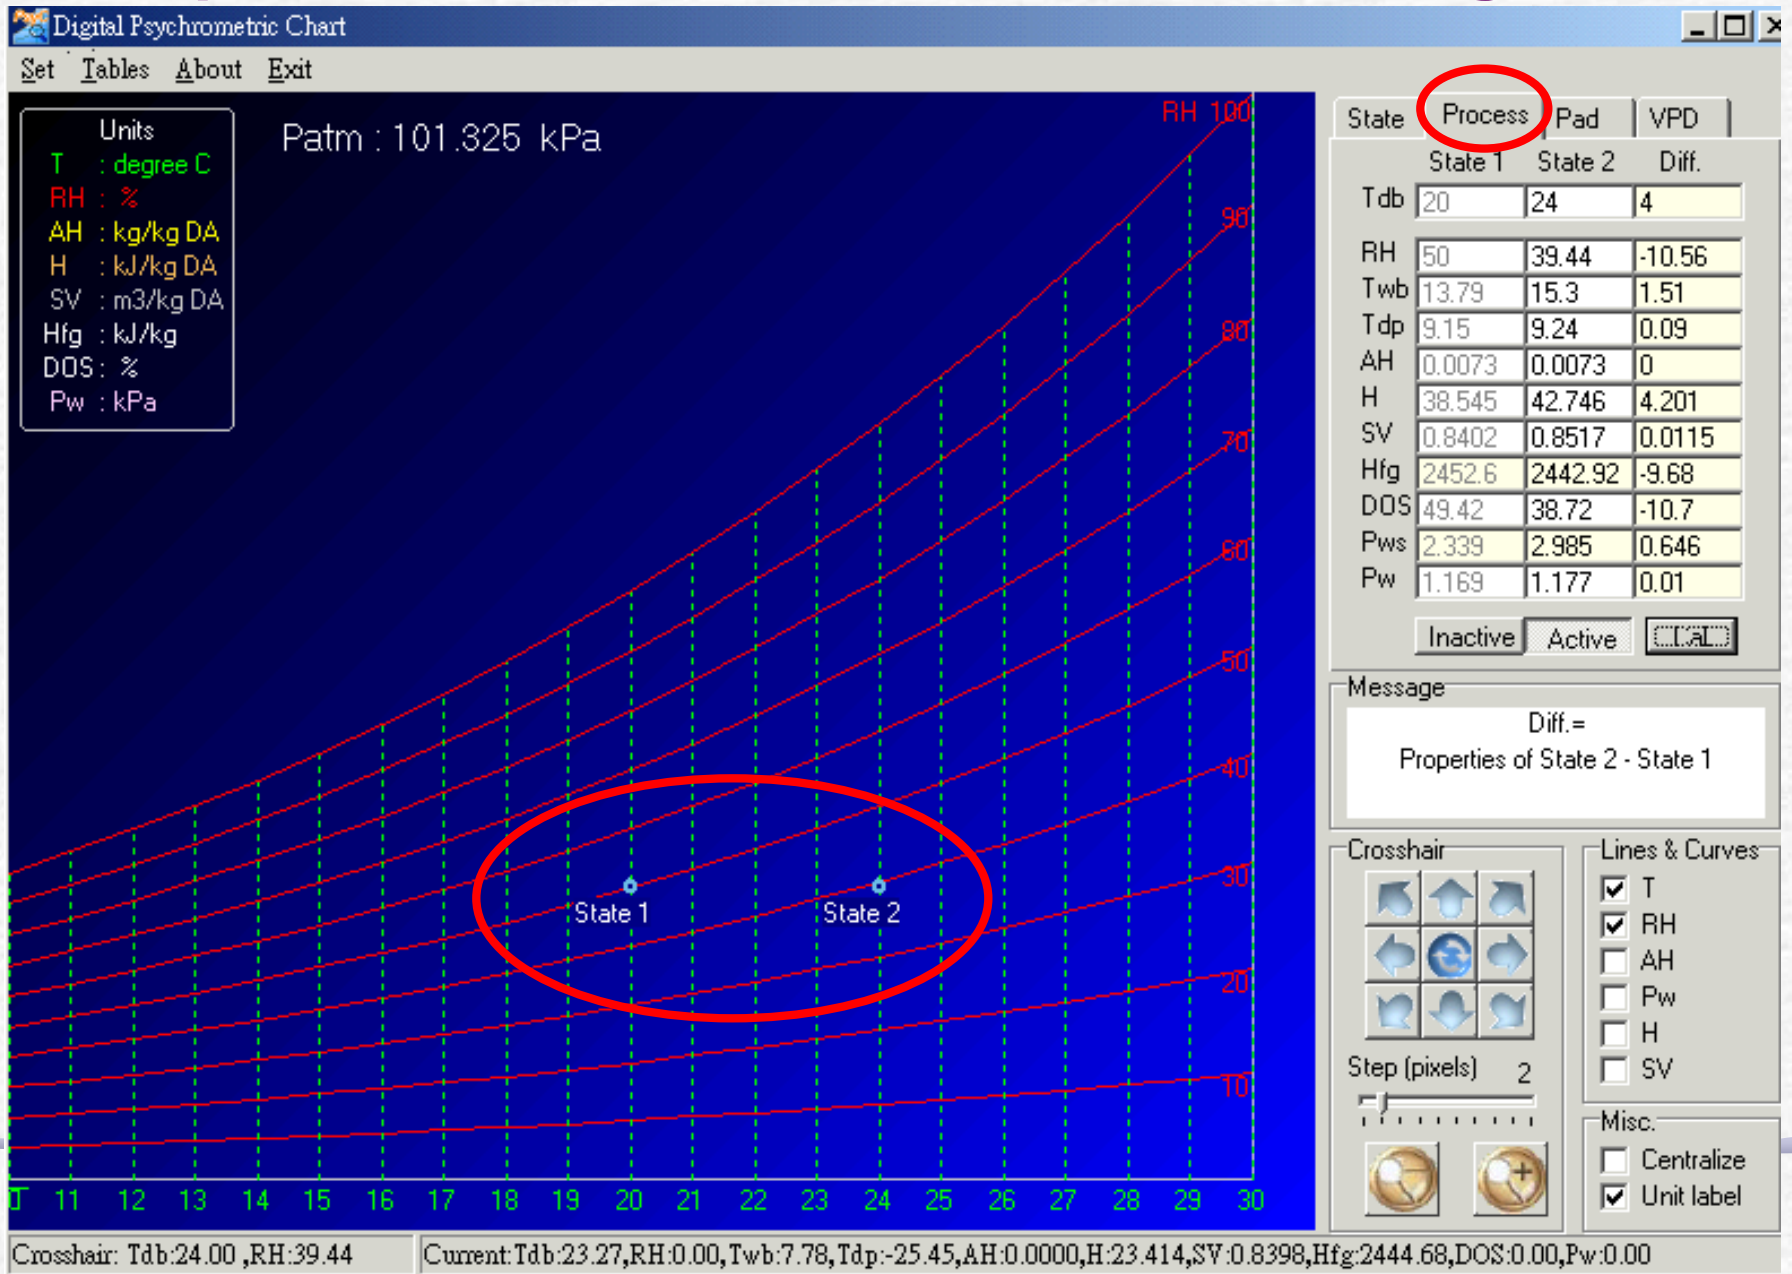 Digital Psychrometric Chart
Set Tables About Exit
Units
T : degree C
RH : %
AH : kg/kg DA
H : kJ/kg DA
SV : m3/kg DA
Hfg : kJ/kg
DOS : %
Pw : kPa
Patm : 101.325 kPa
RH 100
90
80
70
60
50
40
30
20
10
State 1
State 2
11 12 13 14 15 16 17 18 19 20 21 22 23 24 25 26 27 28 29 30
State Process Pad VPD
State 1 State 2 Diff.
Tdb 20 24 4
RH 50 39.44 -10.56
Twb 13.79 15.3 1.51
Tdp 9.15 9.24 0.09
AH 0.0073 0.0073 0
H 38.545 42.746 4.201
SV 0.8402 0.8517 0.0115
Hfg 2452.6 2442.92 -9.68
DOS 49.42 38.72 -10.7
Pws 2.339 2.985 0.646
Pw 1.169 1.177 0.01
Inactive Active Cal
Message
Diff.=
Properties of State 2 - State 1
Crosshair
Step (pixels) 2
Lines & Curves
T
RH
AH
Pw
H
SV
Misc.
Centralize
Unit label
Crosshair: Tdb:24.00 ,RH:39.44
Current:Tdb:23.27,RH:0.00,Twb:7.78,Tdp:-25.45,AH:0.0000,H:23.414,SV:0.8398,Hfg:2444.68,DOS:0.00,Pw:0.00